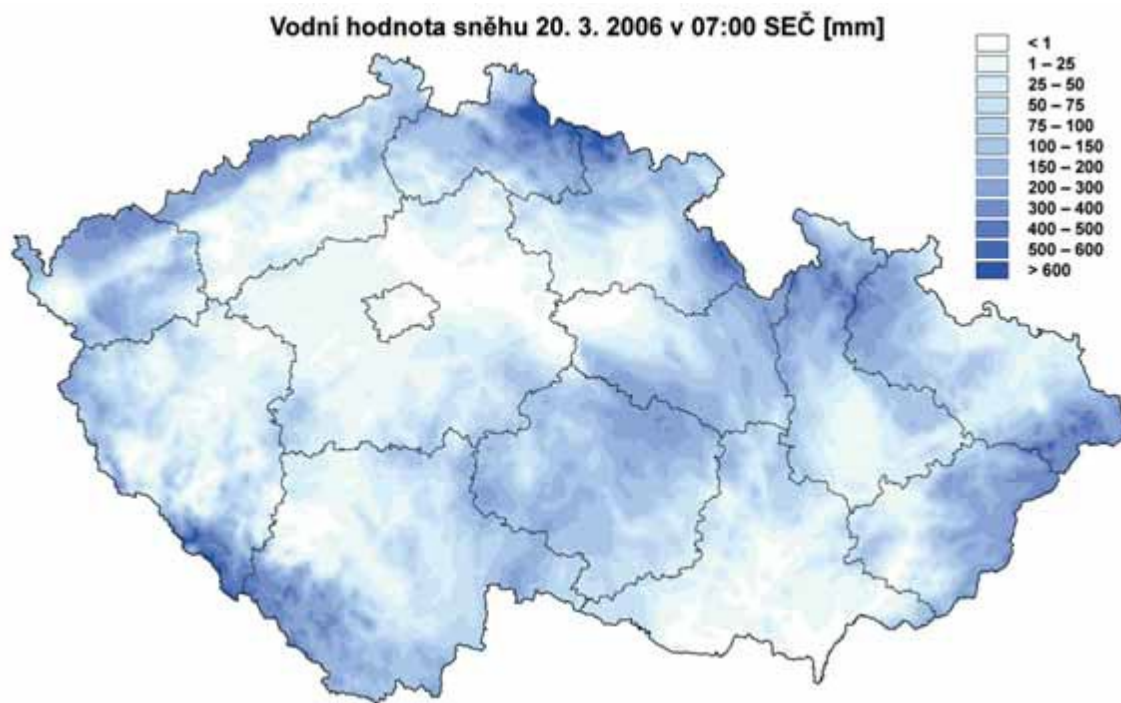 Vodní hodnota sněhu 20. 3. 2006 v 07:00 SEČ [mm]
< 1
1 – 25
25 – 50
50 – 75
75 – 100
100 – 150
150 – 200
200 – 300
300 – 400
400 – 500
500 – 600
> 600